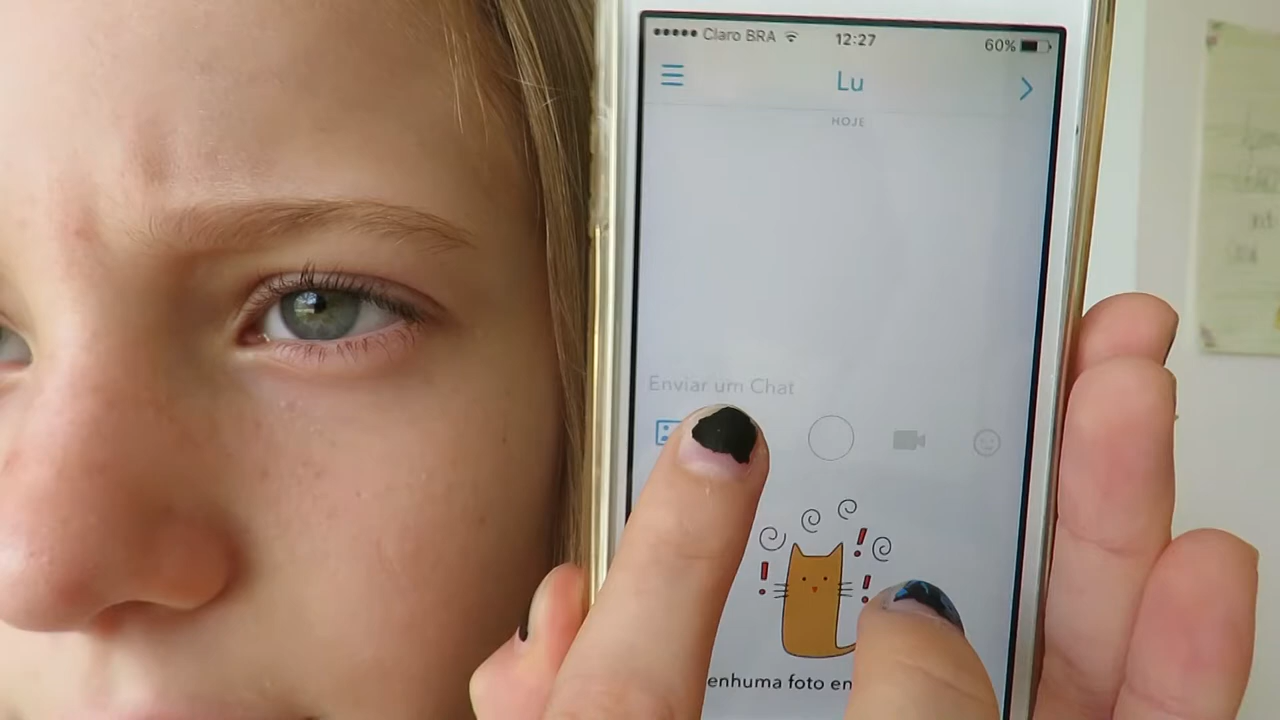 Claro BRA 12:27 60%
Lu
HOJE
Enviar um Chat
enhuma foto en